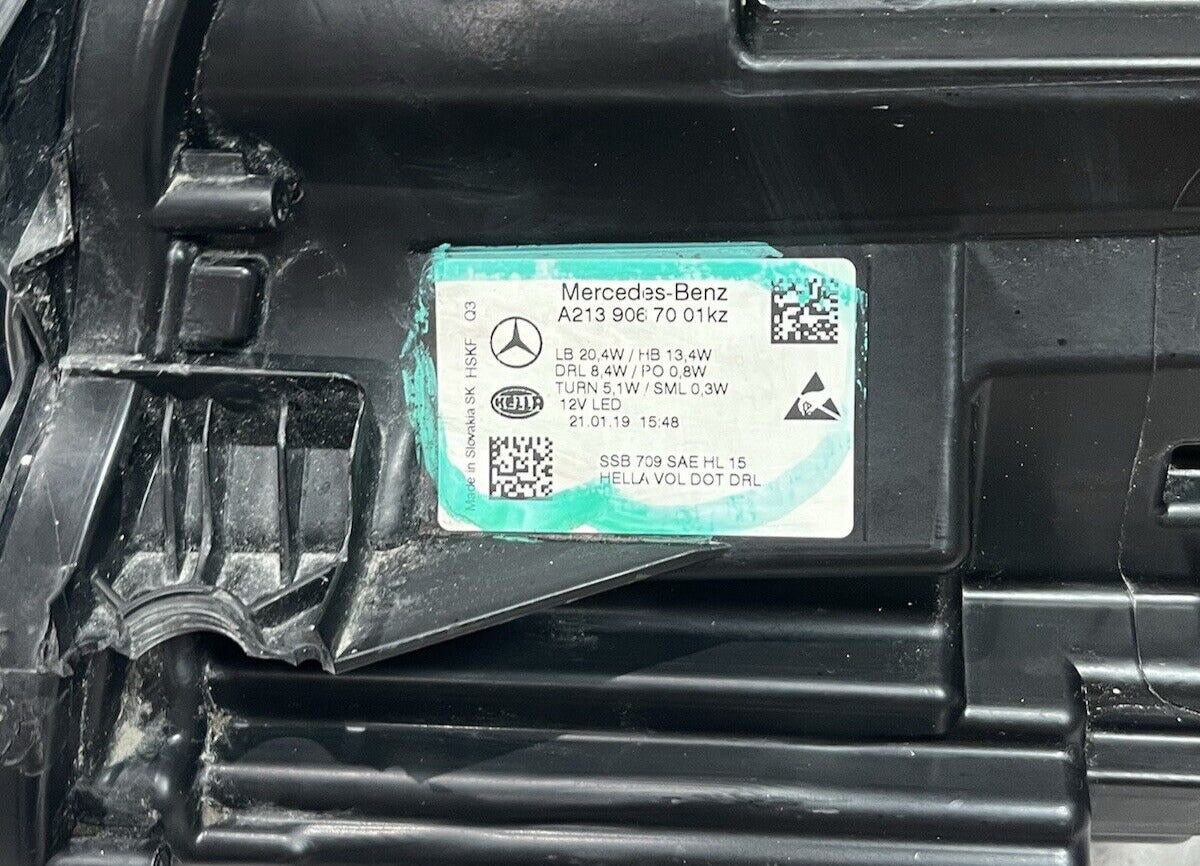 Mercedes-Benz
A213 906 70 01kz
LB 20,4W / HB 13,4W
DRL 8,4W / PO 0,8W
TURN 5,1W / SML 0,3W
12V LED
21.01.19 15:48
SSB 709 SAE HL 15
HELLA VOL DOT DRL
HELLA
Made in Slovakia SK HSKF Q3